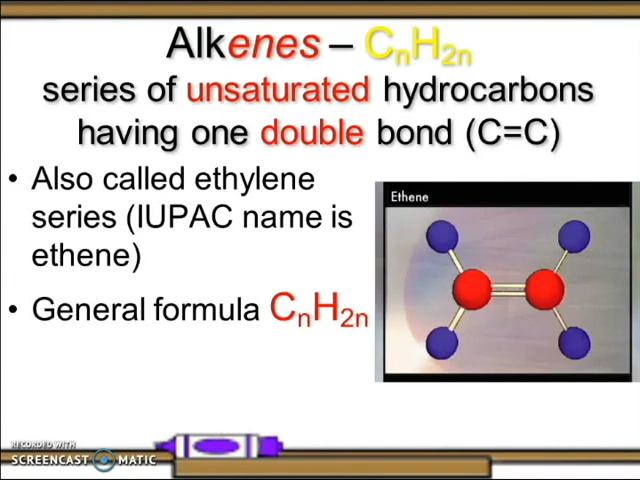 Alkenes – CₙH₂ₙ
series of unsaturated hydrocarbons
having one double bond (C=C)
• Also called ethylene
series (IUPAC name is
ethene)
• General formula CₙH₂ₙ
Ethene
RECORDED WITH
SCREENCAST MATIC